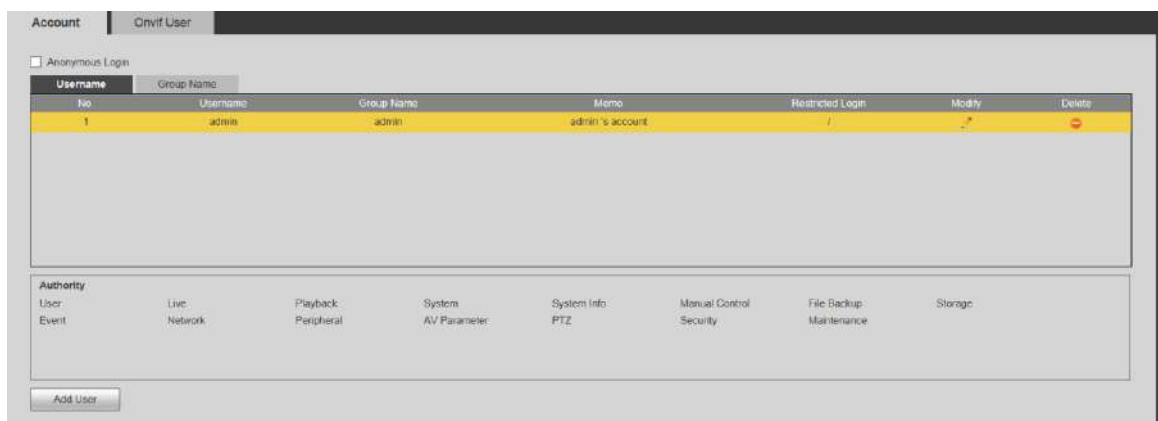 Account Onvif User
Anonymous Login
Username Group Name
No. Username Group Name Memo Restricted Login Modify Delete
1 admin admin admin 's account /
Authority
User Live Playback System System Info Manual Control File Backup Storage
Event Network Peripheral AV Parameter PTZ Security Maintenance
Add User